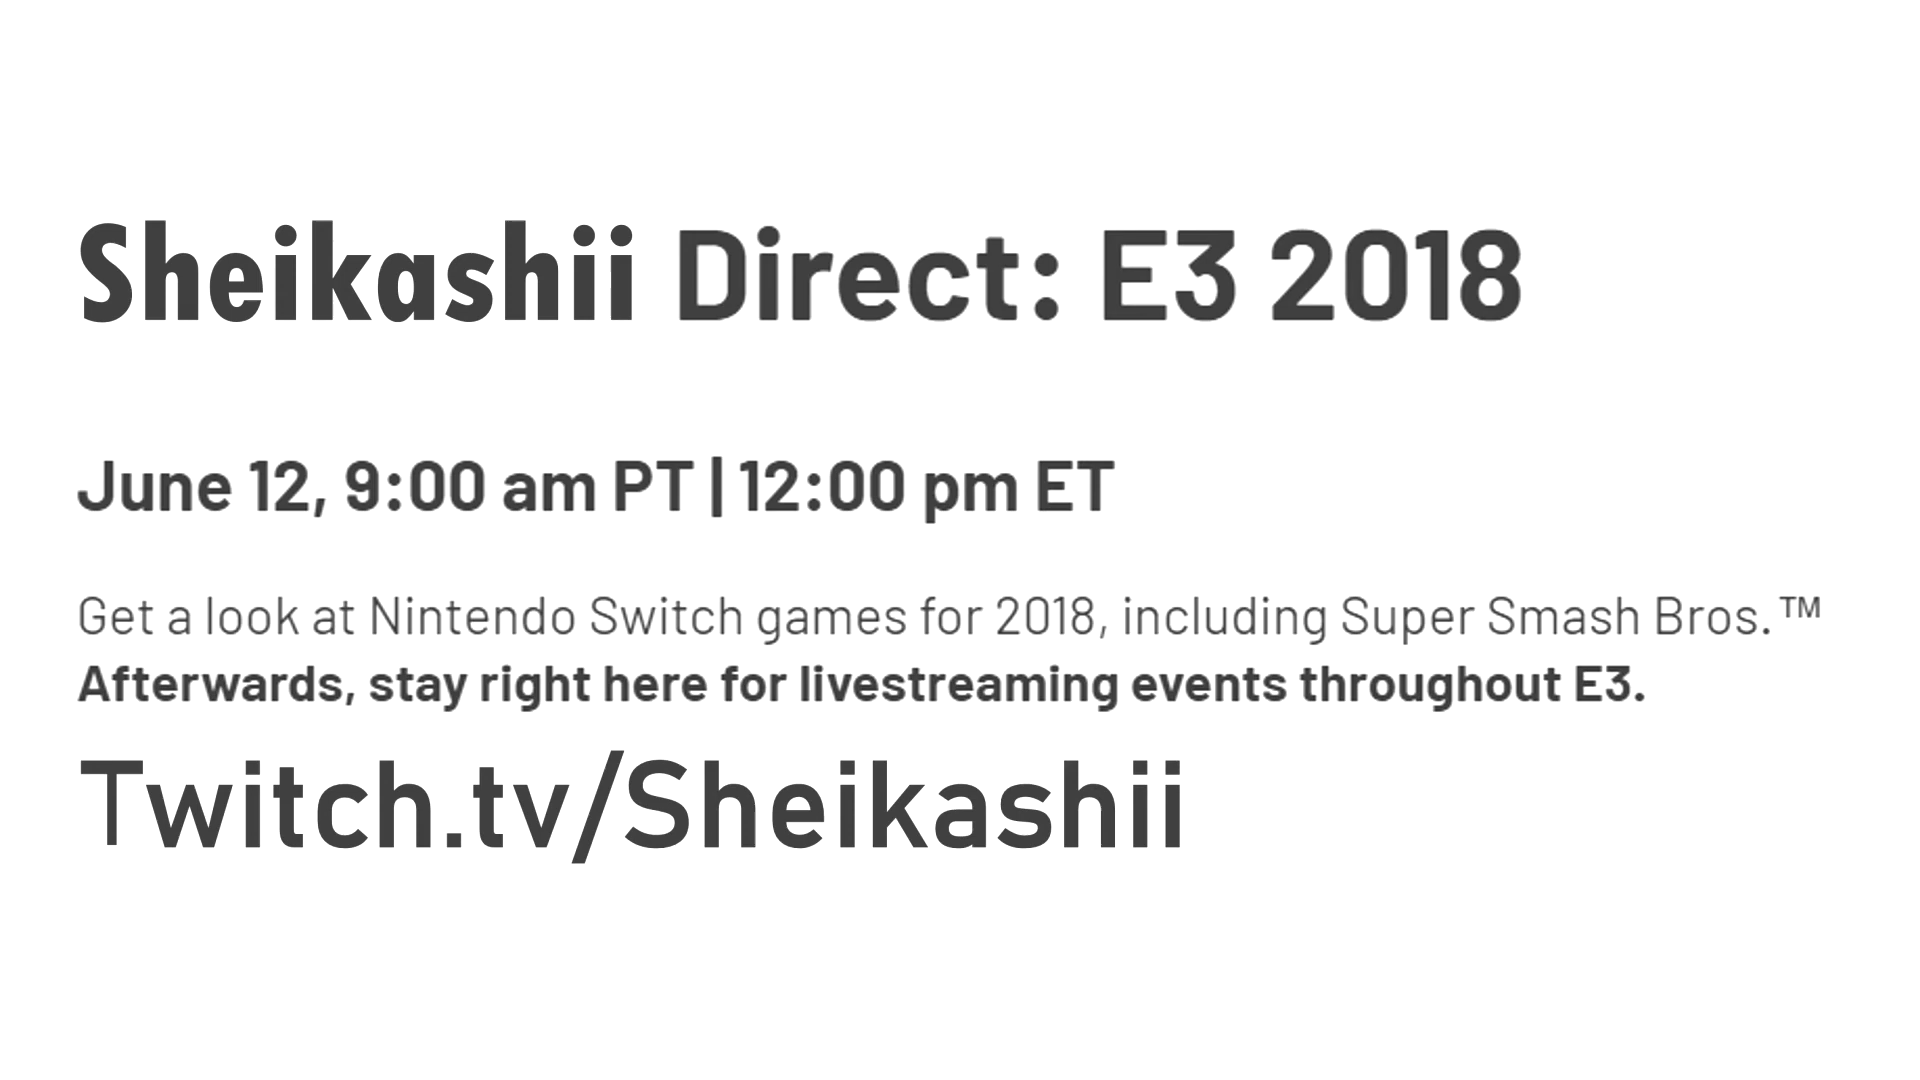 Sheikashii Direct: E3 2018
June 12, 9:00 am PT | 12:00 pm ET
Get a look at Nintendo Switch games for 2018, including Super Smash Bros.™
Afterwards, stay right here for livestreaming events throughout E3.
Twitch.tv/Sheikashii